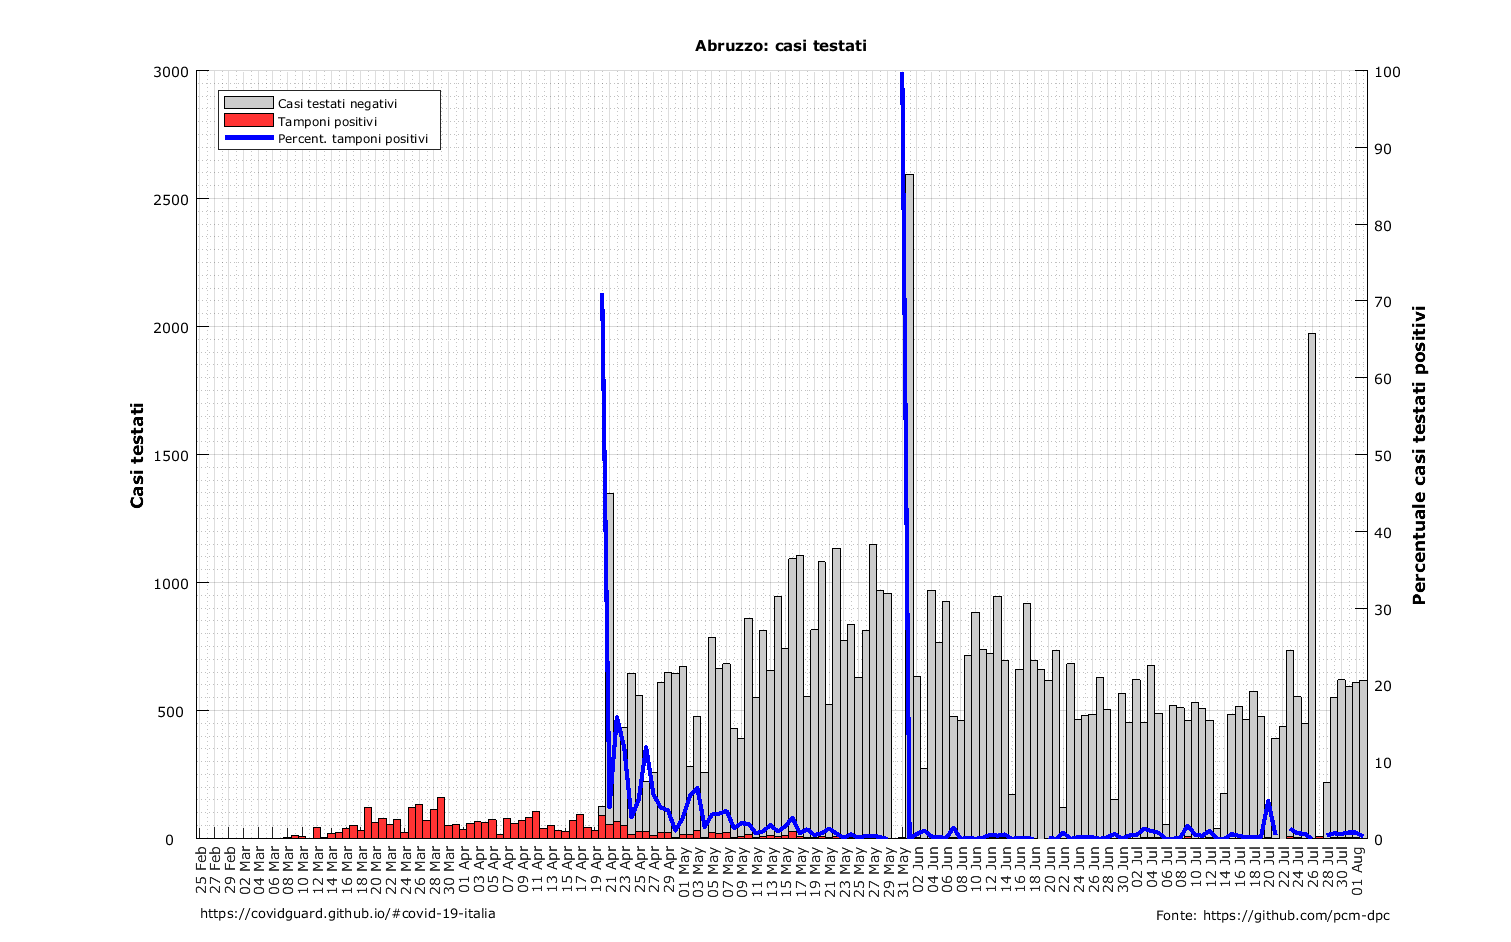 Abruzzo: casi testati
Casi testati negativi
Tamponi positivi
Percent. tamponi positivi
Casi testati
3000
2500
2000
1500
1000
500
0
Percentuale casi testati positivi
100
90
80
70
60
50
40
30
20
10
0
25 Feb
27 Feb
29 Feb
02 Mar
04 Mar
06 Mar
08 Mar
10 Mar
12 Mar
14 Mar
16 Mar
18 Mar
20 Mar
22 Mar
24 Mar
26 Mar
28 Mar
30 Mar
01 Apr
03 Apr
05 Apr
07 Apr
09 Apr
11 Apr
13 Apr
15 Apr
17 Apr
19 Apr
21 Apr
23 Apr
25 Apr
27 Apr
29 Apr
01 May
03 May
05 May
07 May
09 May
11 May
13 May
15 May
17 May
19 May
21 May
23 May
25 May
27 May
29 May
31 May
02 Jun
04 Jun
06 Jun
08 Jun
10 Jun
12 Jun
14 Jun
16 Jun
18 Jun
20 Jun
22 Jun
24 Jun
26 Jun
28 Jun
30 Jun
02 Jul
04 Jul
06 Jul
08 Jul
10 Jul
12 Jul
14 Jul
16 Jul
18 Jul
20 Jul
22 Jul
24 Jul
26 Jul
28 Jul
30 Jul
01 Aug
https://covidguard.github.io/#covid-19-italia
Fonte: https://github.com/pcm-dpc